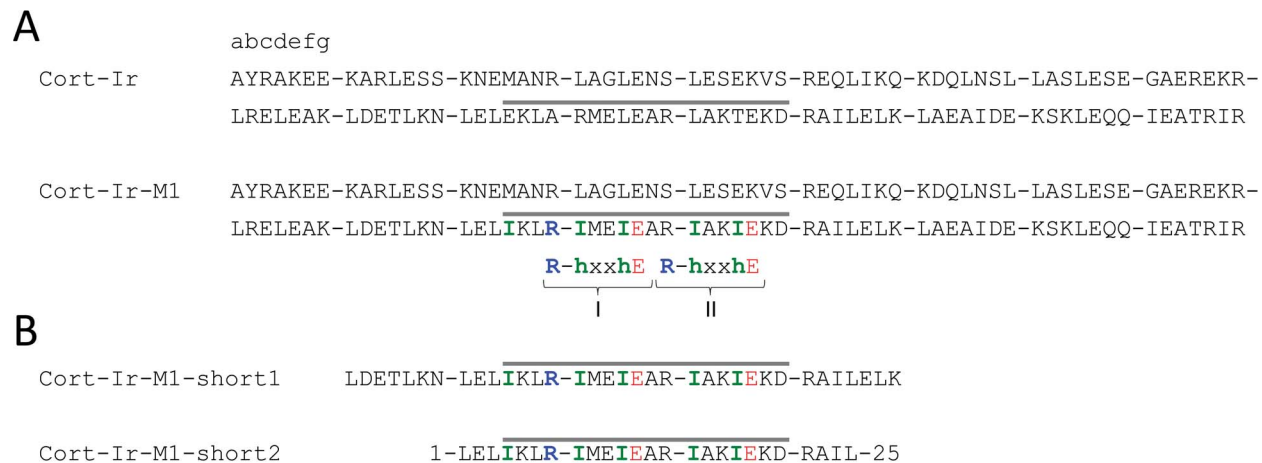 A
abcdefg
Cort-Ir AYRAKEE-KARLESS-KNEMANR-LAGLENS-LESEKVS-REQLIKQ-KDQLNSL-LASLESE-GAEREKR-
LRELEAK-LDETLKN-LELEKLA-RMELEAR-LAKTEKD-RAILELK-LAEAIDE-KSKLEQQ-IEATRIR
Cort-Ir-M1 AYRAKEE-KARLESS-KNEMANR-LAGLENS-LESEKVS-REQLIKQ-KDQLNSL-LASLESE-GAEREKR-
LRELEAK-LDETLKN-LELIKLR-IMEIEAR-IAKIEKD-RAILELK-LAEAIDE-KSKLEQQ-IEATRIR
R-hxxhE R-hxxhE
I II
B
Cort-Ir-M1-short1 LDETLKN-LELIKLR-IMEIEAR-IAKIEKD-RAILELK
Cort-Ir-M1-short2 1-LELIKLR-IMEIEAR-IAKIEKD-RAIL-25